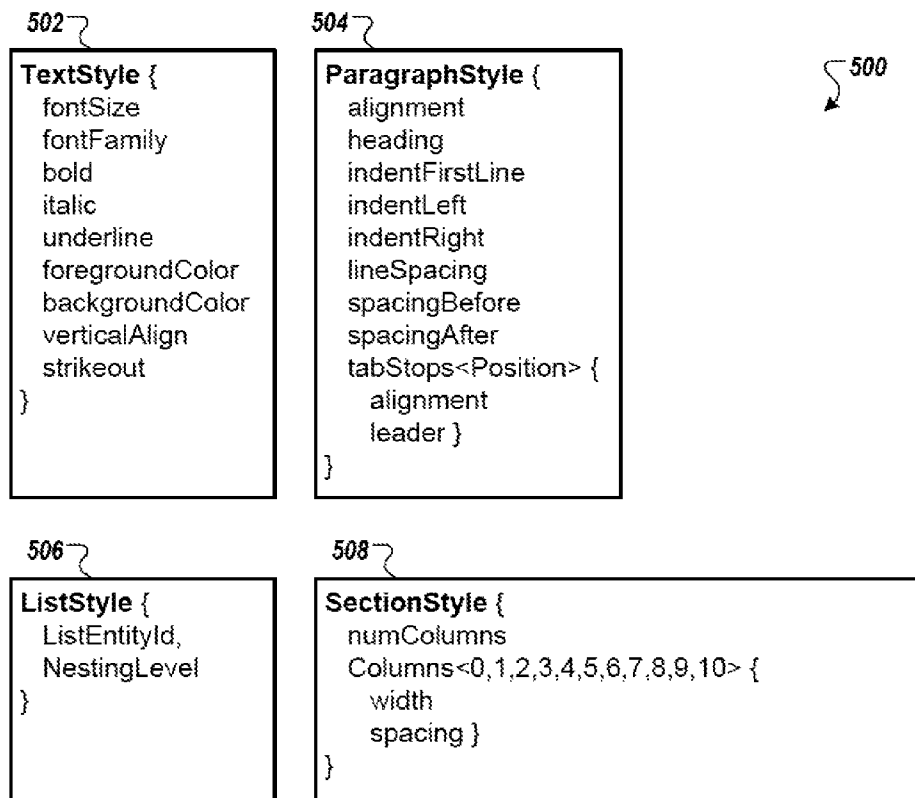 502
TextStyle {
fontSize
fontFamily
bold
italic
underline
foregroundColor
backgroundColor
verticalAlign
strikeout
}
504
ParagraphStyle {
alignment
heading
indentFirstLine
indentLeft
indentRight
lineSpacing
spacingBefore
spacingAfter
tabStops<Position> {
alignment
leader }
}
500
506
ListStyle {
ListEntityId,
NestingLevel
}
508
SectionStyle {
numColumns
Columns<0,1,2,3,4,5,6,7,8,9,10> {
width
spacing }
}